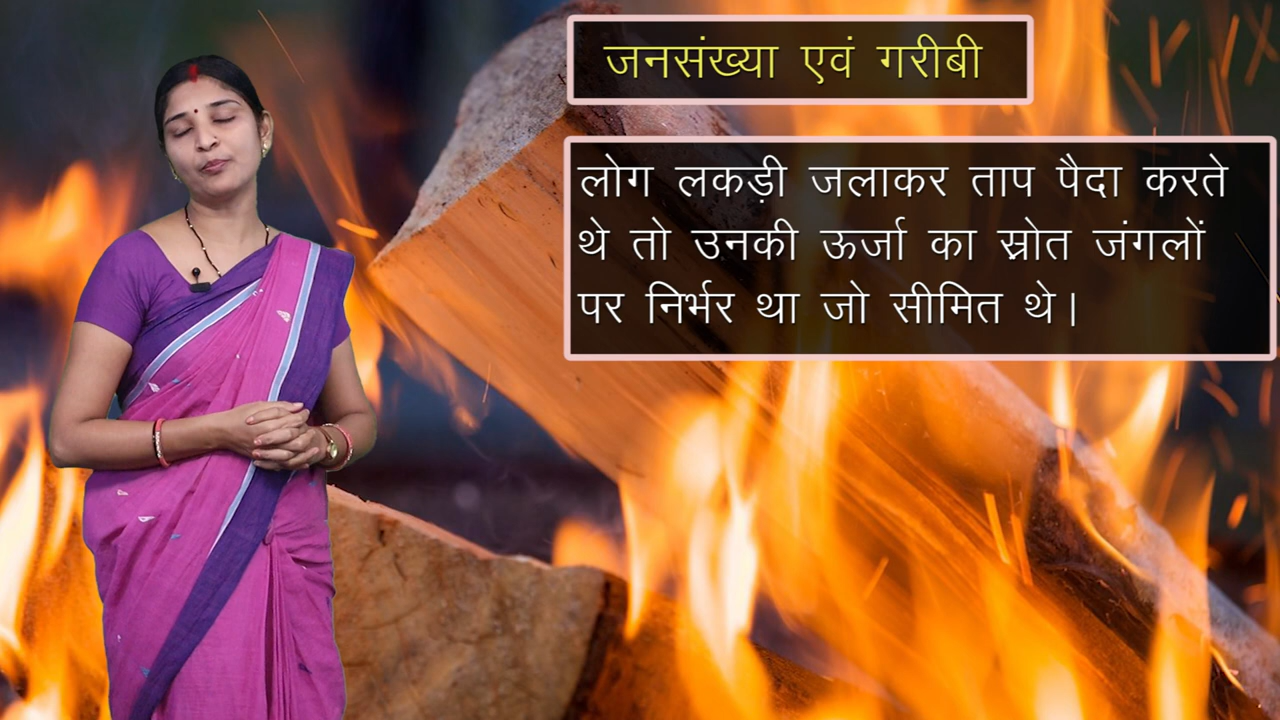 जनसंख्या एवं गरीबी
लोग लकड़ी जलाकर ताप पैदा करते
थे तो उनकी ऊर्जा का स्रोत जंगलों
पर निर्भर था जो सीमित थे|